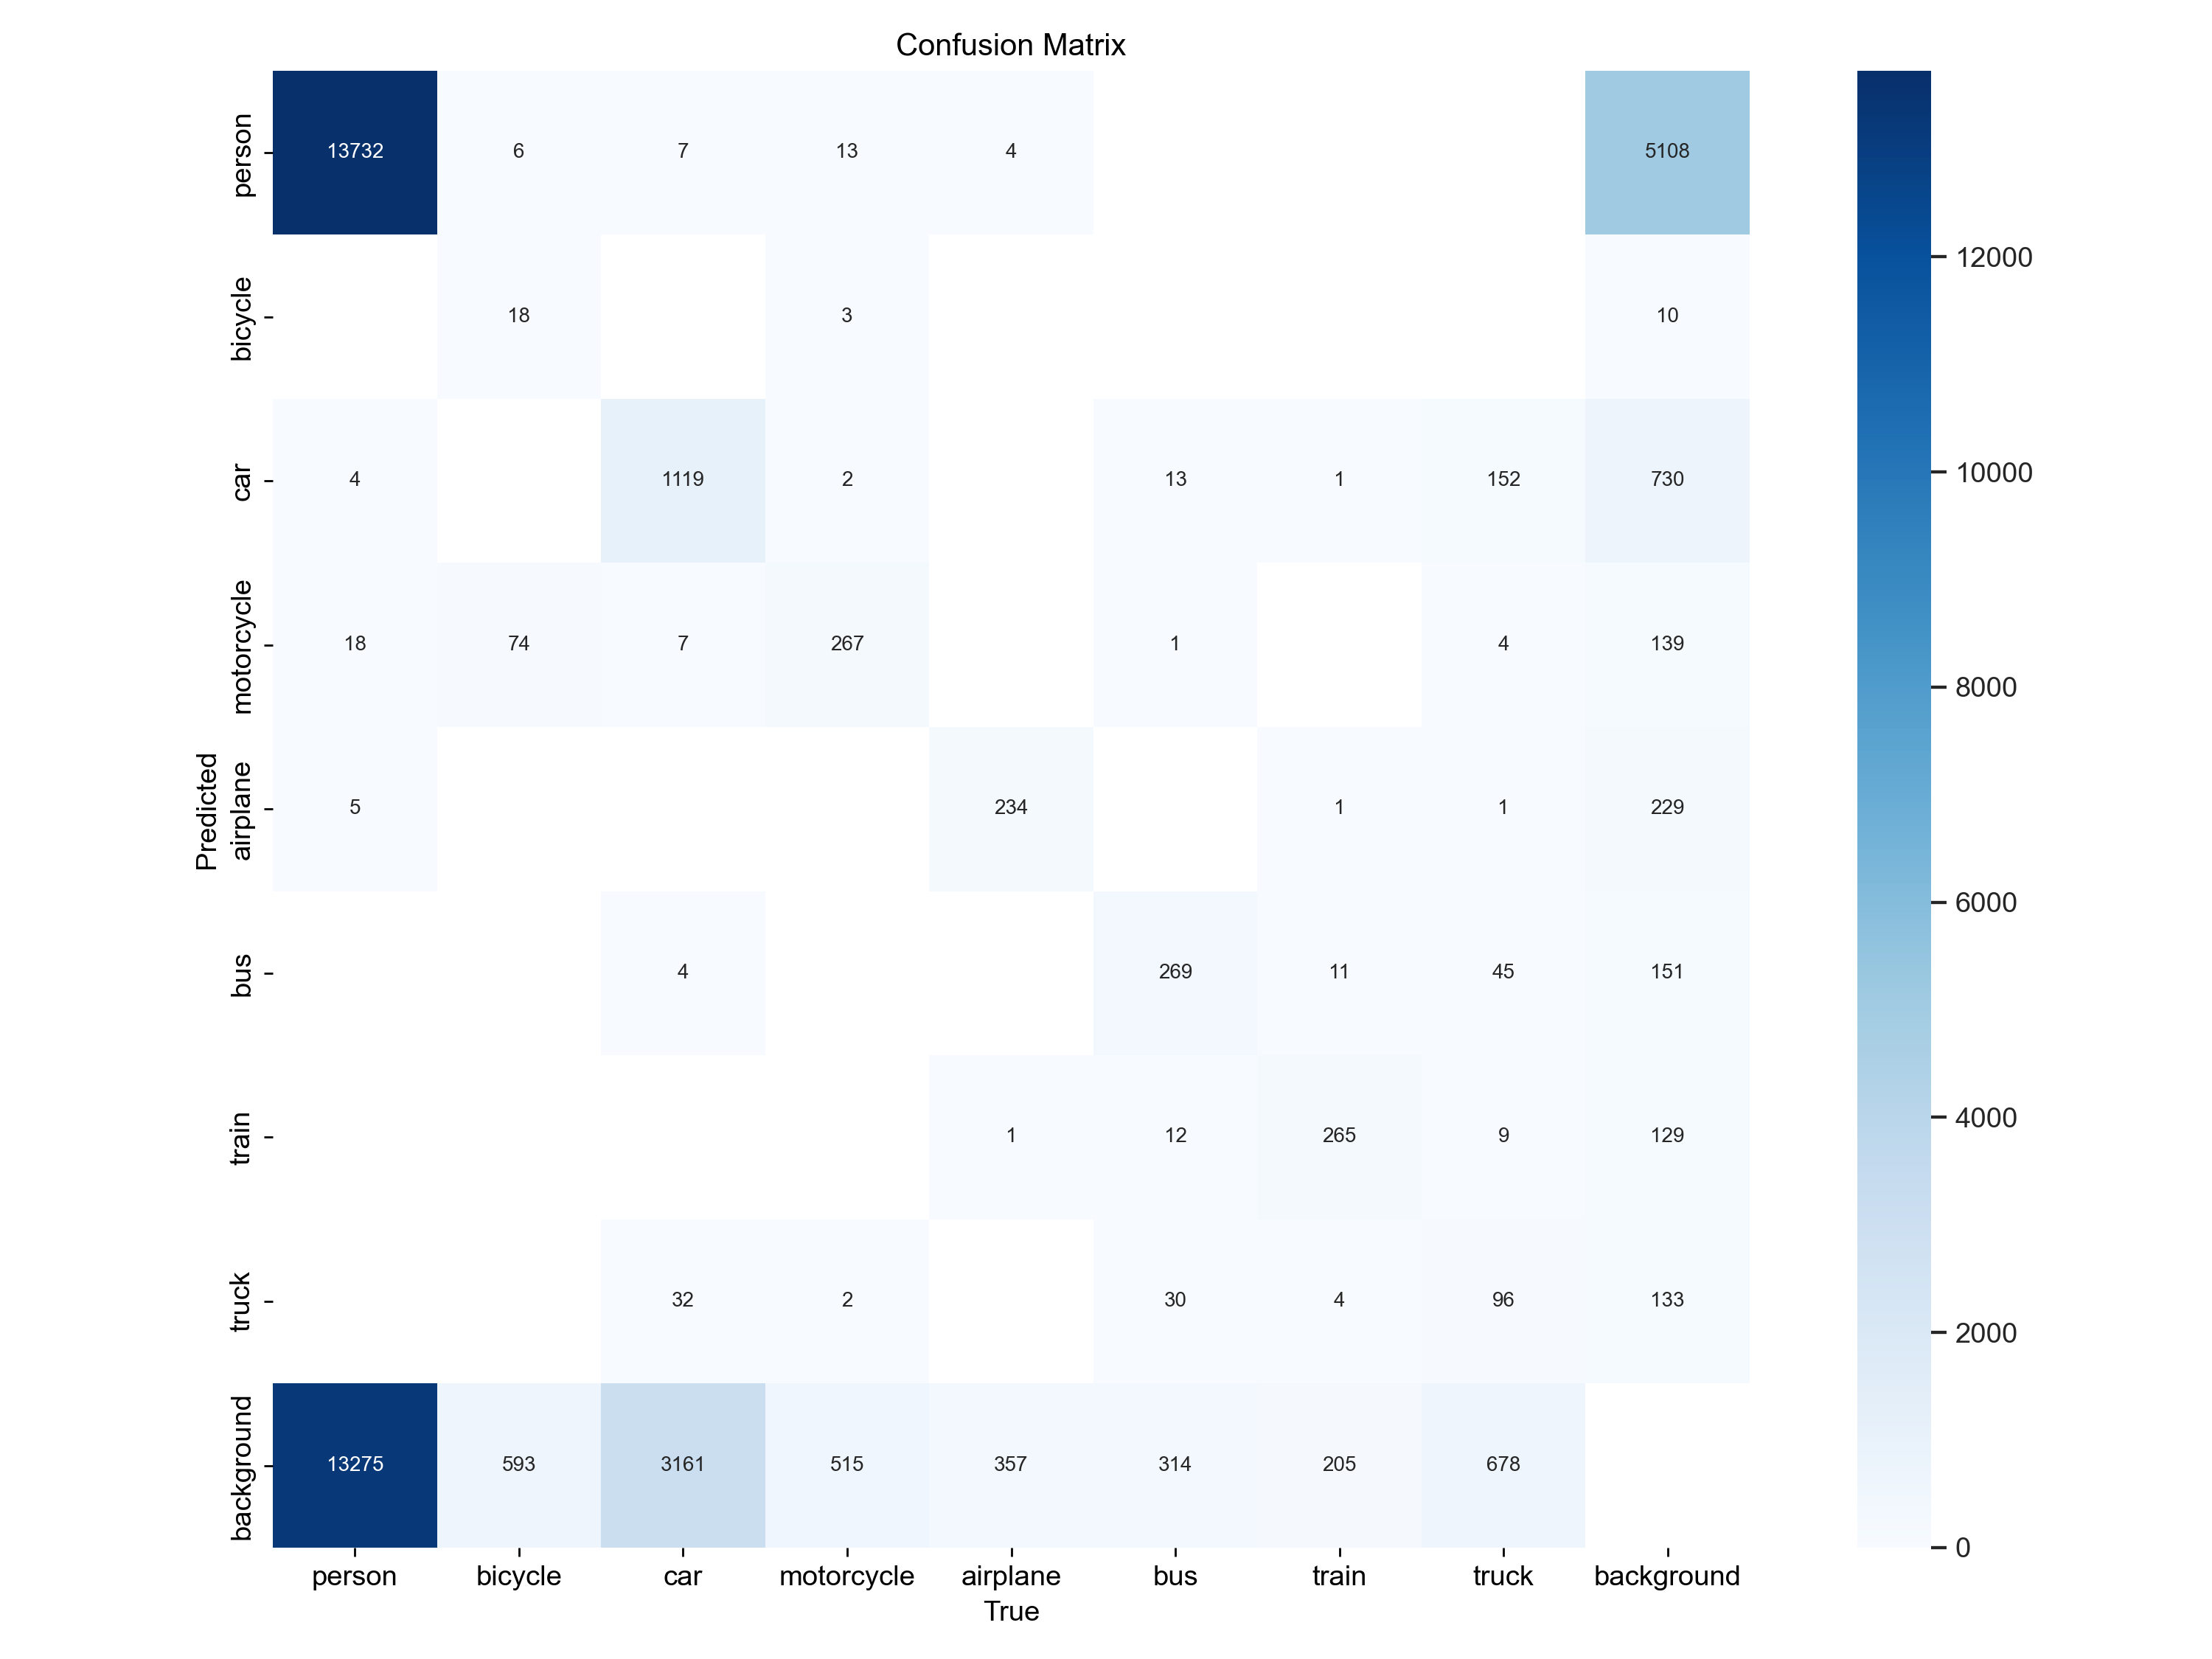 Confusion Matrix
person 13732 6 7 13 4 5108
bicycle 18 3 10
car 4 1119 2 13 1 152 730
motorcycle 18 74 7 267 1 4 139
airplane 5 234 1 1 229
bus 4 269 11 45 151
train 1 12 265 9 129
truck 32 2 30 4 96 133
background 13275 593 3161 515 357 314 205 678
Predicted
person bicycle car motorcycle airplane bus train truck background
True
12000
10000
8000
6000
4000
2000
0